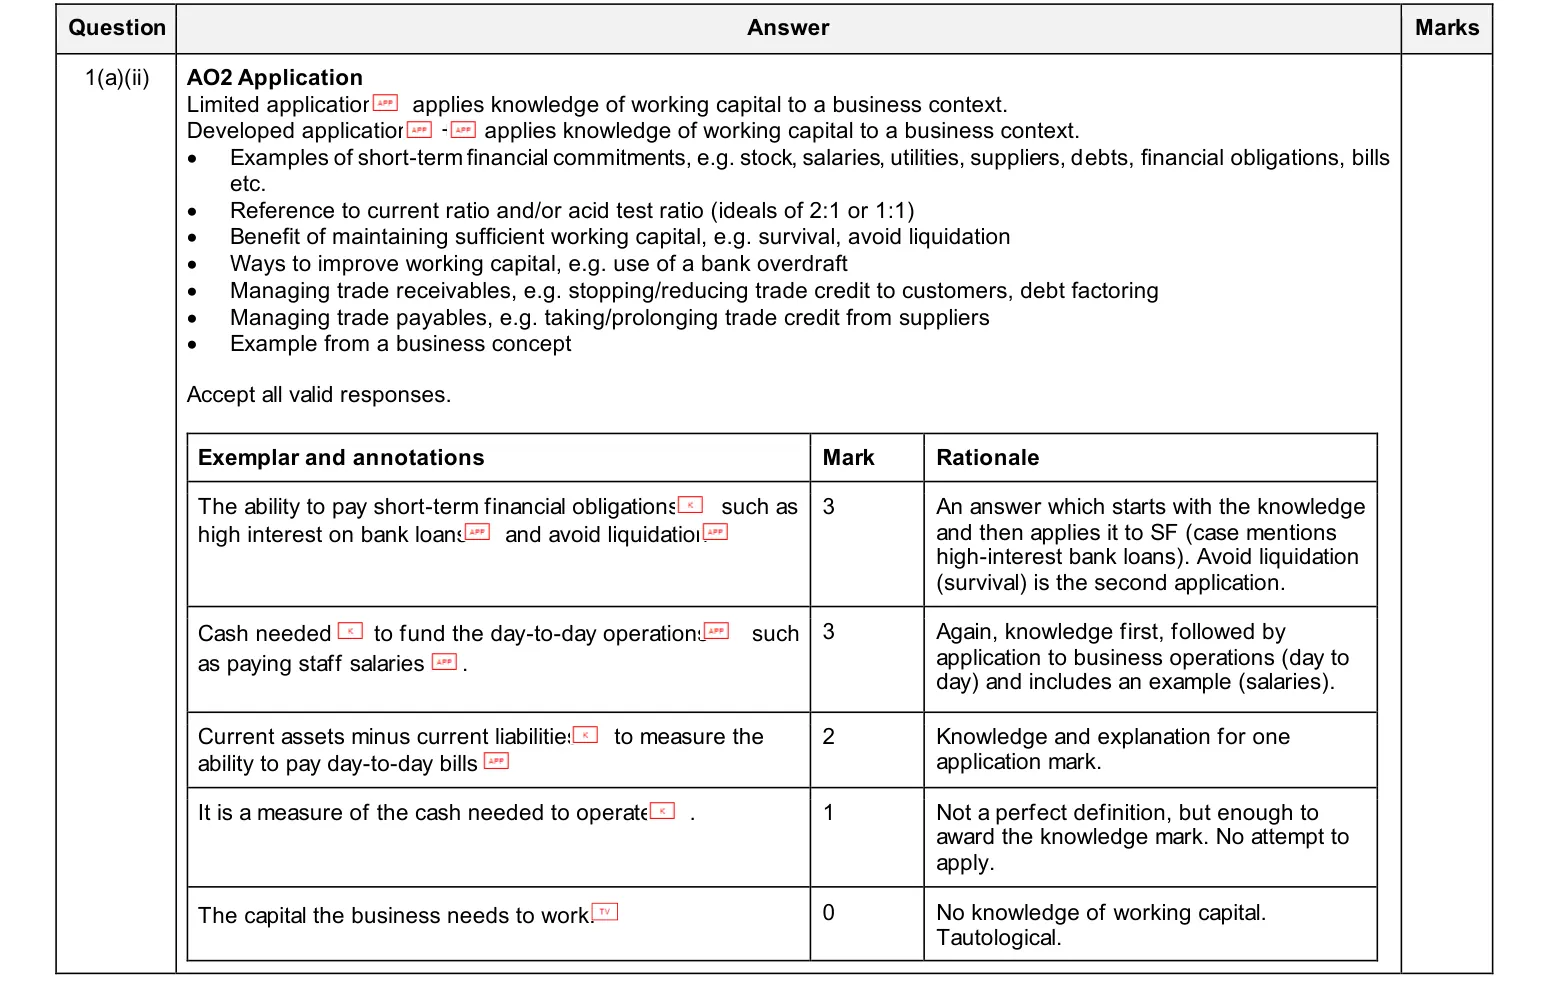 Question Answer Marks
1(a)(ii) AO2 Application
Limited application APP applies knowledge of working capital to a business context.
Developed application APP + APP applies knowledge of working capital to a business context.
• Examples of short-term financial commitments, e.g. stock, salaries, utilities, suppliers, debts, financial obligations, bills
etc.
• Reference to current ratio and/or acid test ratio (ideals of 2:1 or 1:1)
• Benefit of maintaining sufficient working capital, e.g. survival, avoid liquidation
• Ways to improve working capital, e.g. use of a bank overdraft
• Managing trade receivables, e.g. stopping/reducing trade credit to customers, debt factoring
• Managing trade payables, e.g. taking/prolonging trade credit from suppliers
• Example from a business concept
Accept all valid responses.
Exemplar and annotations Mark Rationale
The ability to pay short-term financial obligations K such as
high interest on bank loans APP and avoid liquidation APP
3
An answer which starts with the knowledge
and then applies it to SF (case mentions
high-interest bank loans). Avoid liquidation
(survival) is the second application.
Cash needed K to fund the day-to-day operations APP such
as paying staff salaries APP .
3
Again, knowledge first, followed by
application to business operations (day to
day) and includes an example (salaries).
Current assets minus current liabilities K to measure the
ability to pay day-to-day bills APP
2
Knowledge and explanation for one
application mark.
It is a measure of the cash needed to operate K .
1
Not a perfect definition, but enough to
award the knowledge mark. No attempt to
apply.
The capital the business needs to work. TV
0
No knowledge of working capital.
Tautological.